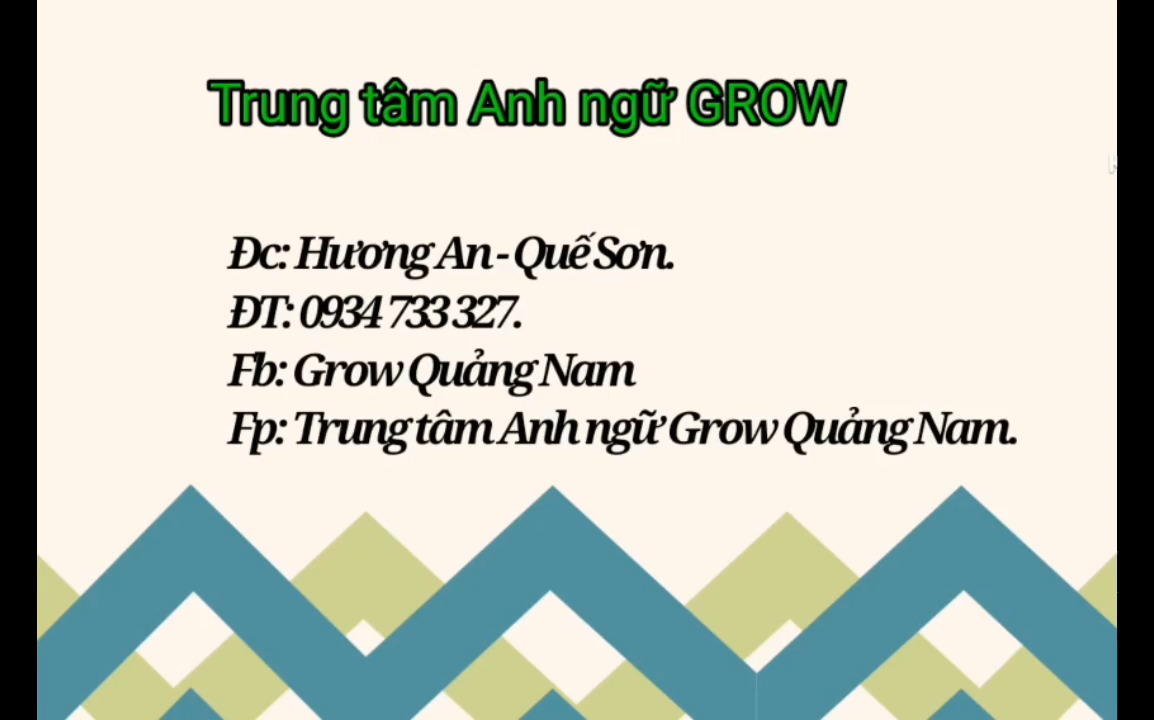 Trung tâm Anh ngữ GROW
Đc: Hương An - Quế Sơn.
ĐT: 0934 733 327.
Fb: Grow Quảng Nam
Fp: Trung tâm Anh ngữ Grow Quảng Nam.